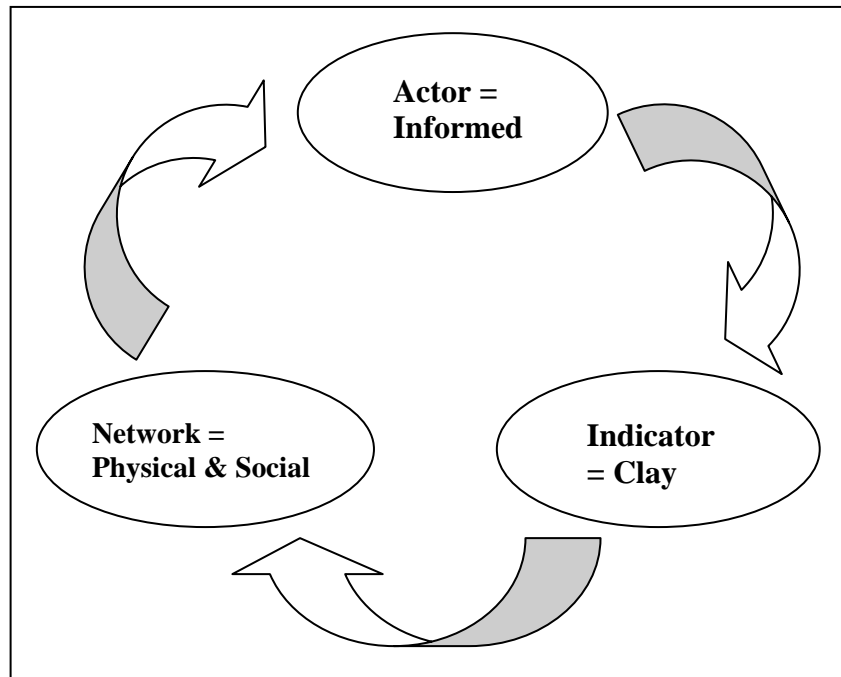 Actor =
Informed
Network =
Physical & Social
Indicator
= Clay